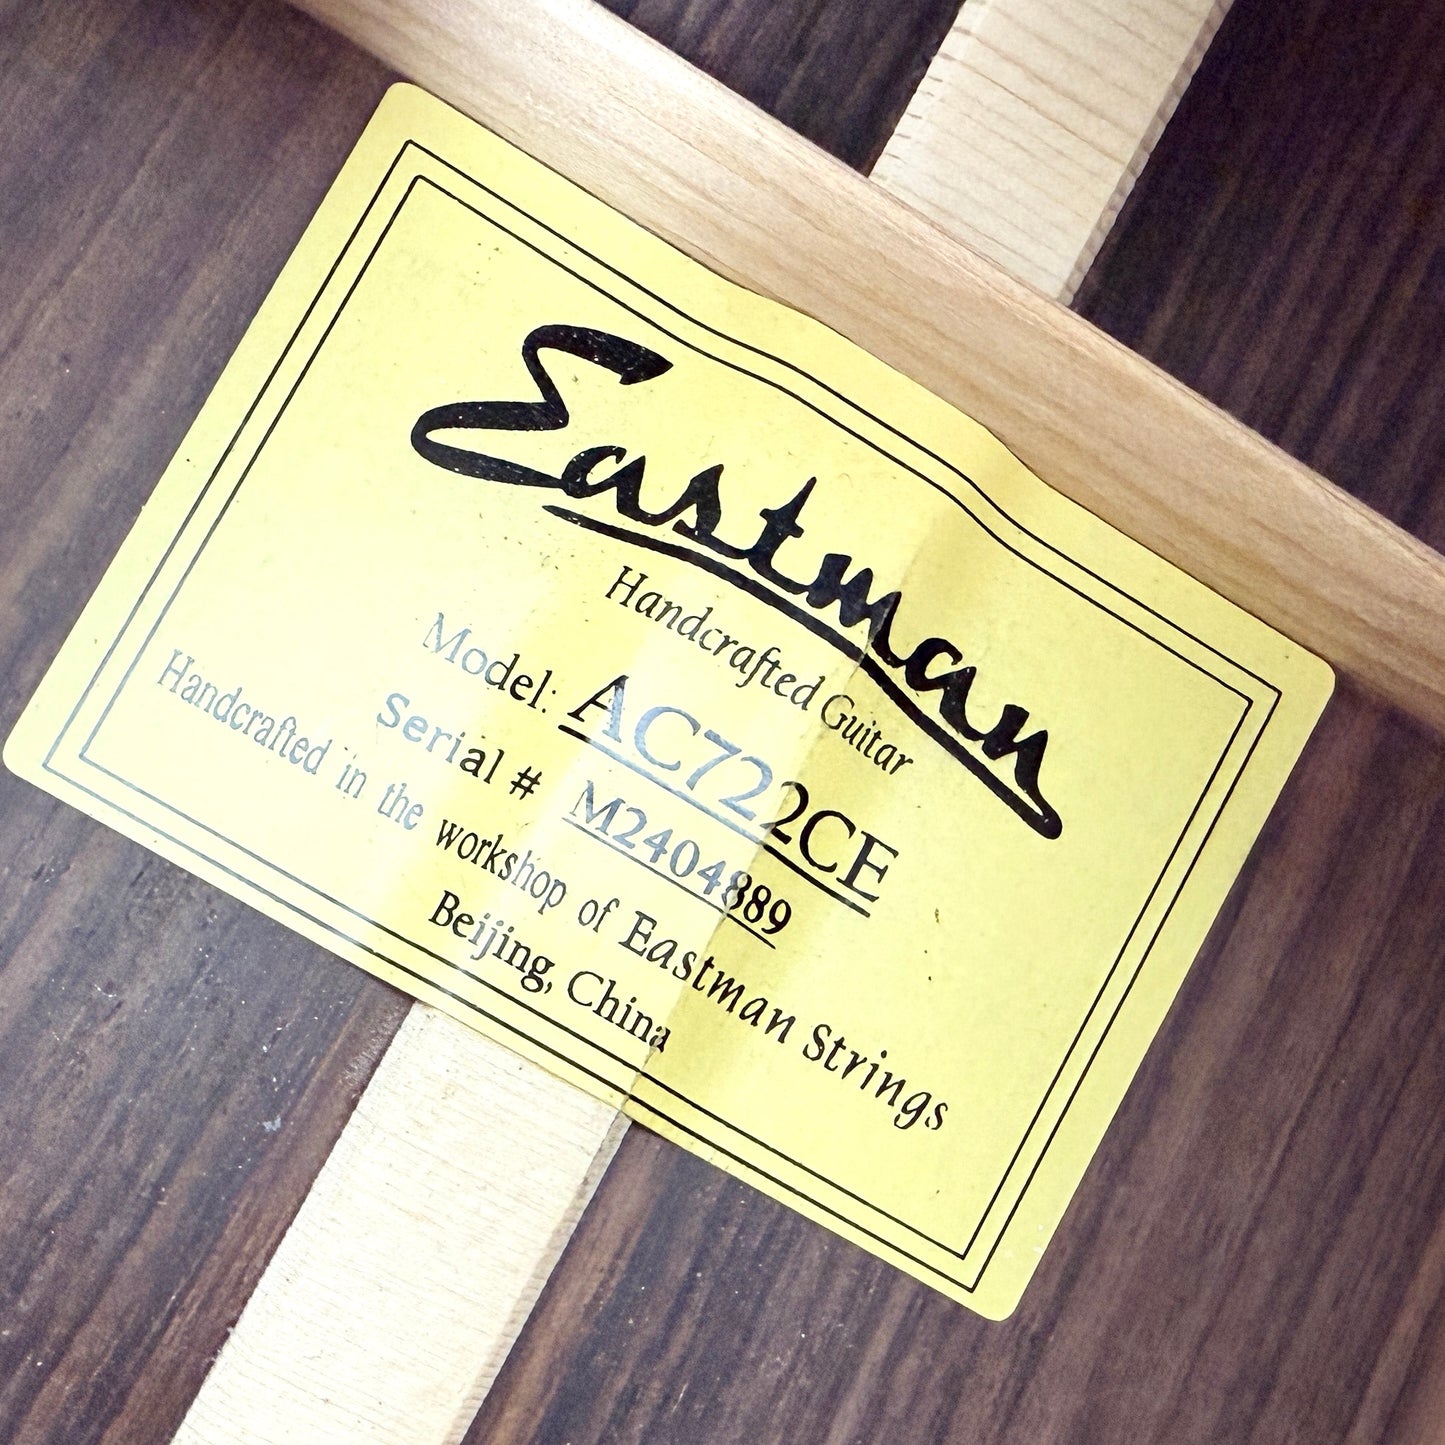 Eastman
Handcrafted Guitar
Model: AC722CE
Serial # M2404889
Handcrafted in the workshop of Eastman Strings
Beijing, China